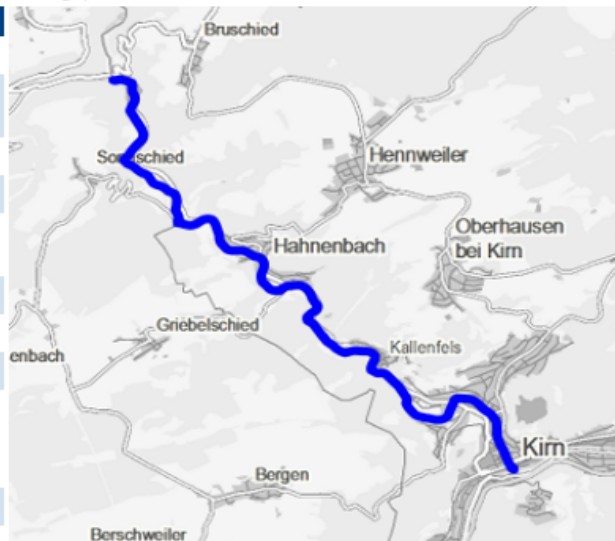 Bruschied
Hennweiler
Oberhausen
bei Kirn
Hahnenbach
Griebelschied
enbach
Kallenfels
Kirn
Bergen
Berschweiler